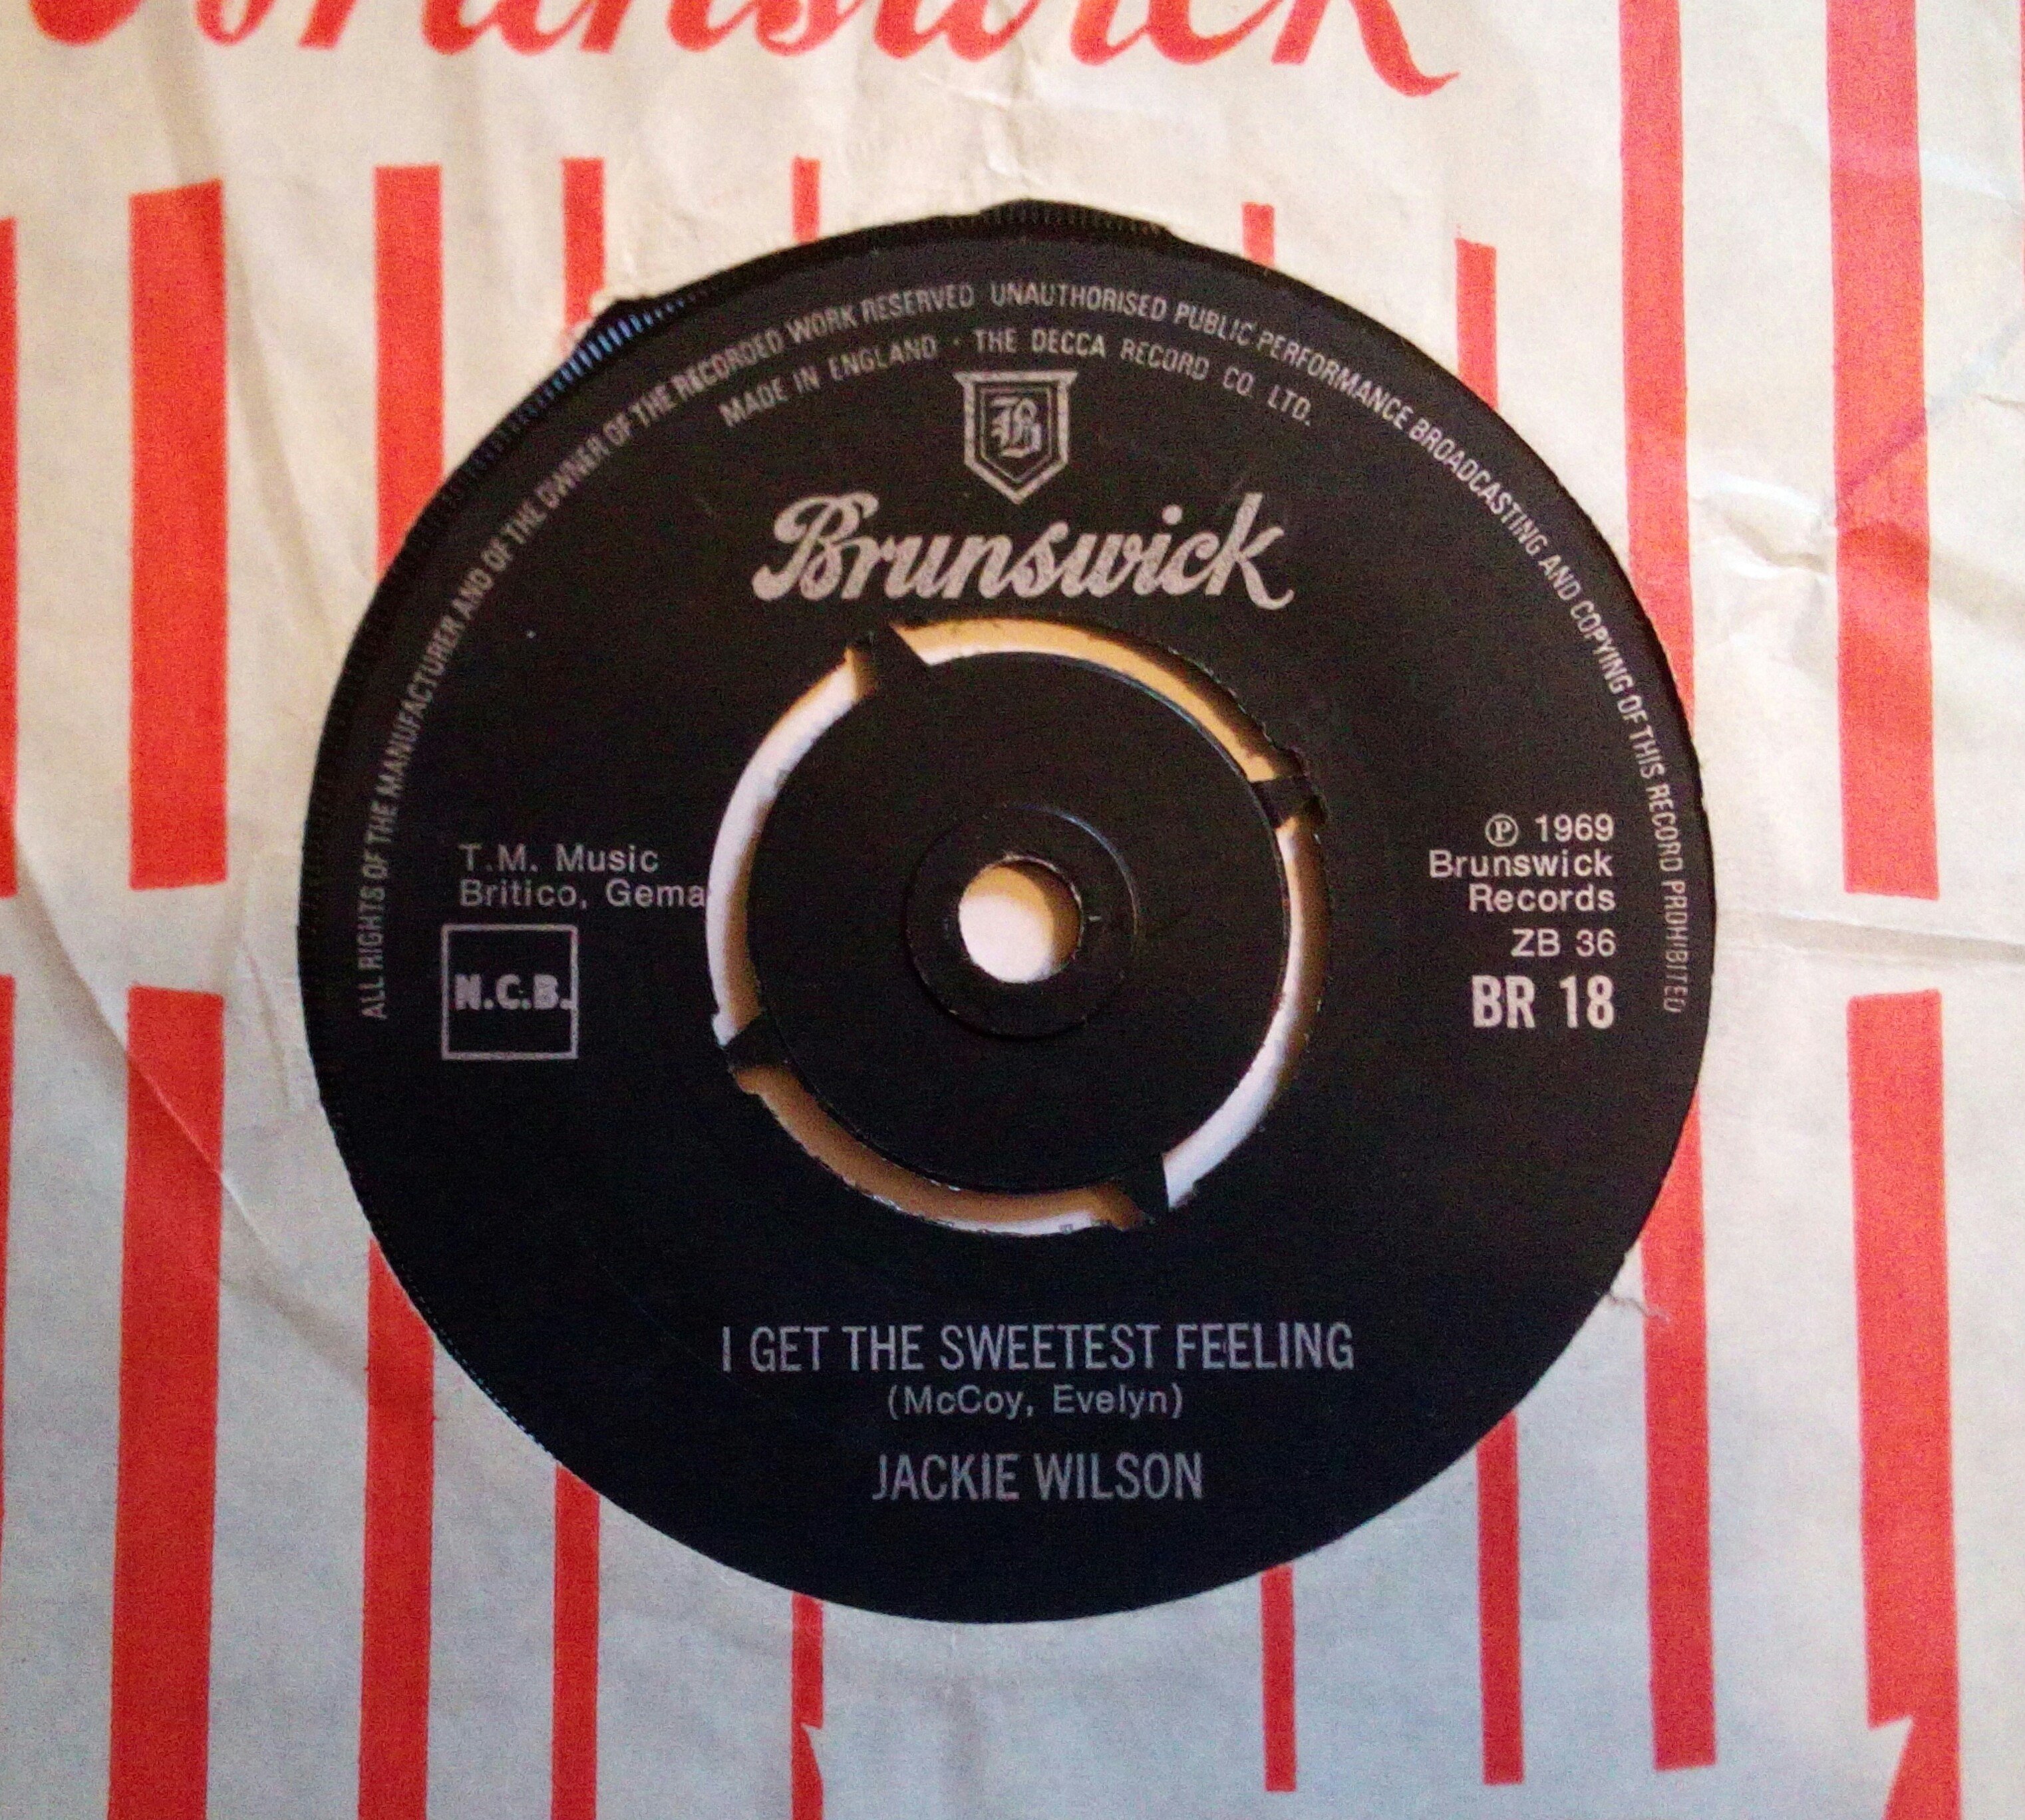 Brunswick
ALL RIGHTS OF THE MANUFACTURER AND OF THE OWNER OF THE RECORDED WORK RESERVED UNAUTHORISED PUBLIC PERFORMANCE BROADCASTING AND COPYING OF THIS RECORD PROHIBITED
MADE IN ENGLAND · THE DECCA RECORD CO. LTD.
B
Brunswick
T.M. Music
Britico, Gema
N.C.B.
℗ 1969
Brunswick
Records
ZB 36
BR 18
I GET THE SWEETEST FEELING
(McCoy, Evelyn)
JACKIE WILSON